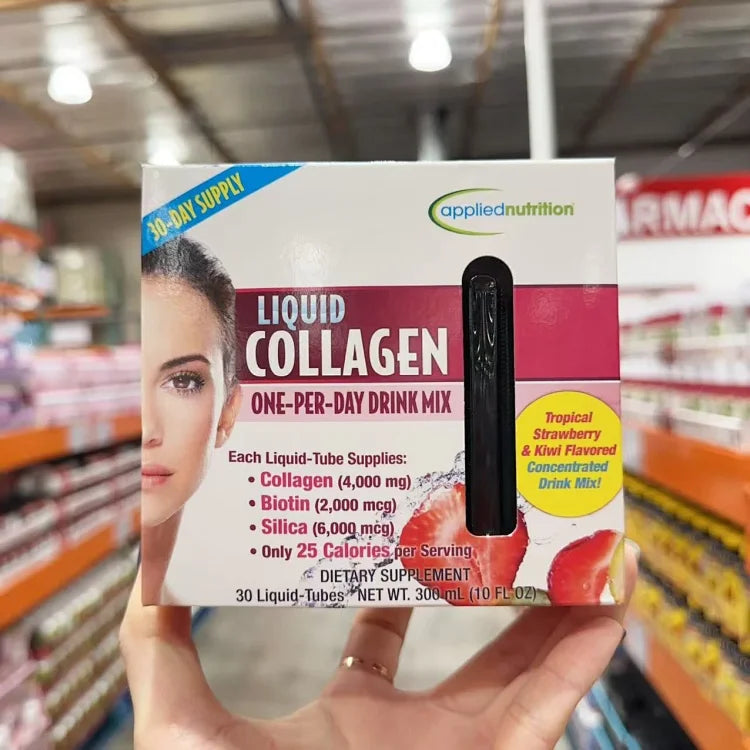 30-DAY SUPPLY
appliednutrition
ARMAC
LIQUID
COLLAGEN
ONE-PER-DAY DRINK MIX
Each Liquid-Tube Supplies:
• Collagen (4,000 mg)
• Biotin (2,000 mcg)
• Silica (6,000 mcg)
• Only 25 Calories per Serving
Tropical
Strawberry
& Kiwi Flavored
Concentrated
Drink Mix!
DIETARY SUPPLEMENT
30 Liquid-Tubes NET WT. 300 mL (10 FL OZ)